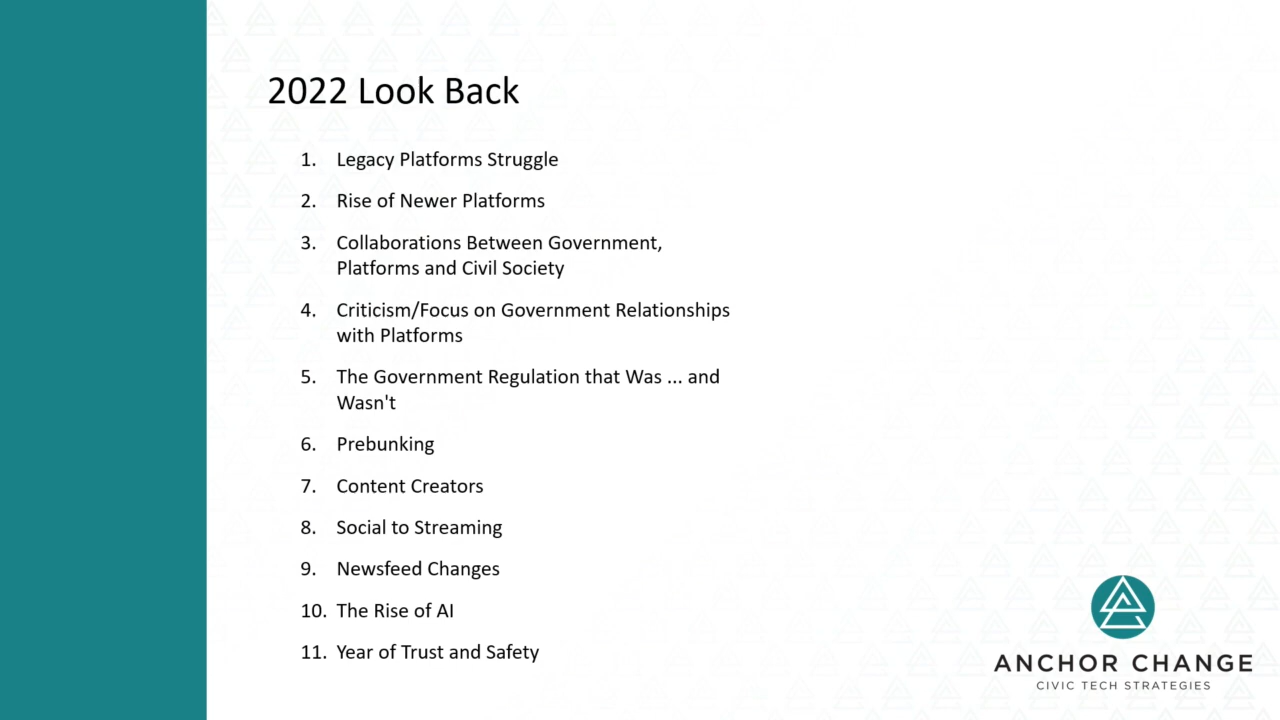 2022 Look Back
1. Legacy Platforms Struggle
2. Rise of Newer Platforms
3. Collaborations Between Government,
Platforms and Civil Society
4. Criticism/Focus on Government Relationships
with Platforms
5. The Government Regulation that Was ... and
Wasn't
6. Prebunking
7. Content Creators
8. Social to Streaming
9. Newsfeed Changes
10. The Rise of AI
11. Year of Trust and Safety
ANCHOR CHANGE
CIVIC TECH STRATEGIES